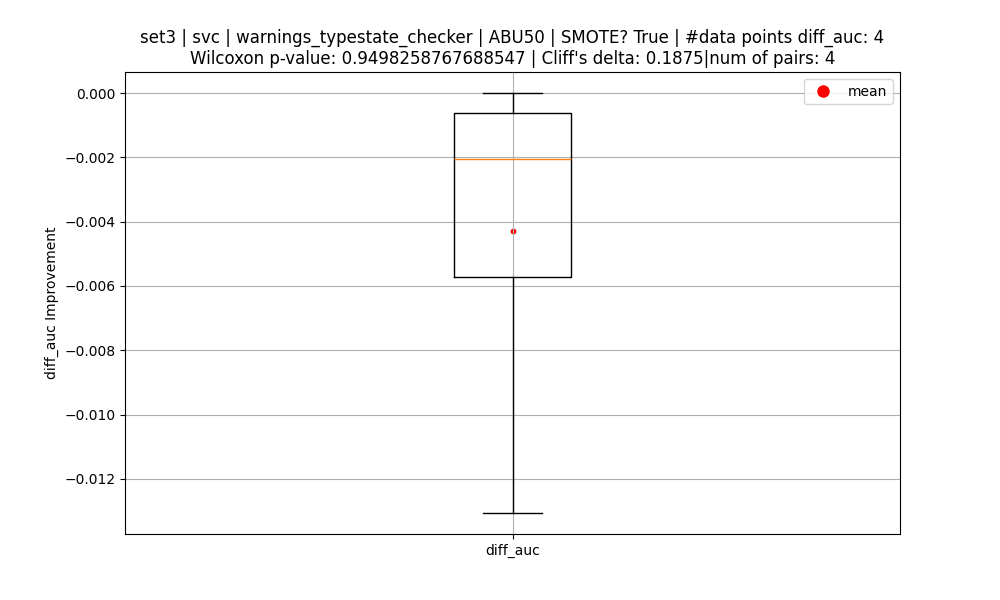 set3 | svc | warnings_typestate_checker | ABU50 | SMOTE? True | #data points diff_auc: 4
Wilcoxon p-value: 0.9498258767688547 | Cliff's delta: 0.1875|num of pairs: 4
mean
0.000
−0.002
−0.004
−0.006
−0.008
−0.010
−0.012
diff_auc Improvement
diff_auc